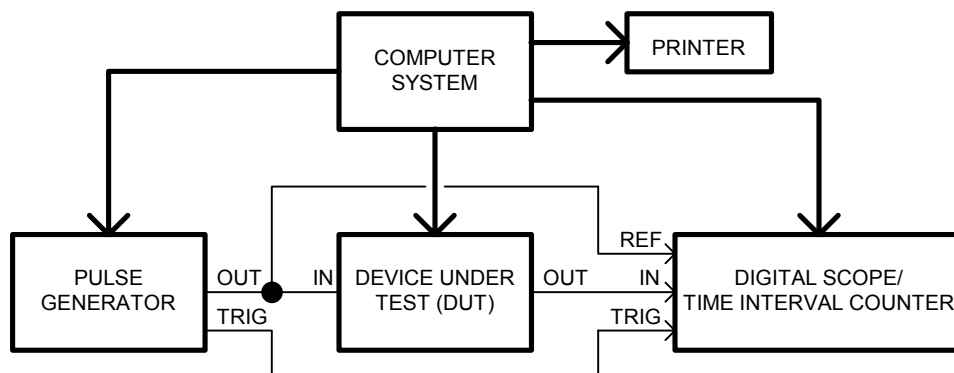 COMPUTER
SYSTEM
PRINTER
PULSE
GENERATOR
OUT
TRIG
IN
DEVICE UNDER
TEST (DUT)
OUT
REF
IN
TRIG
DIGITAL SCOPE/
TIME INTERVAL COUNTER